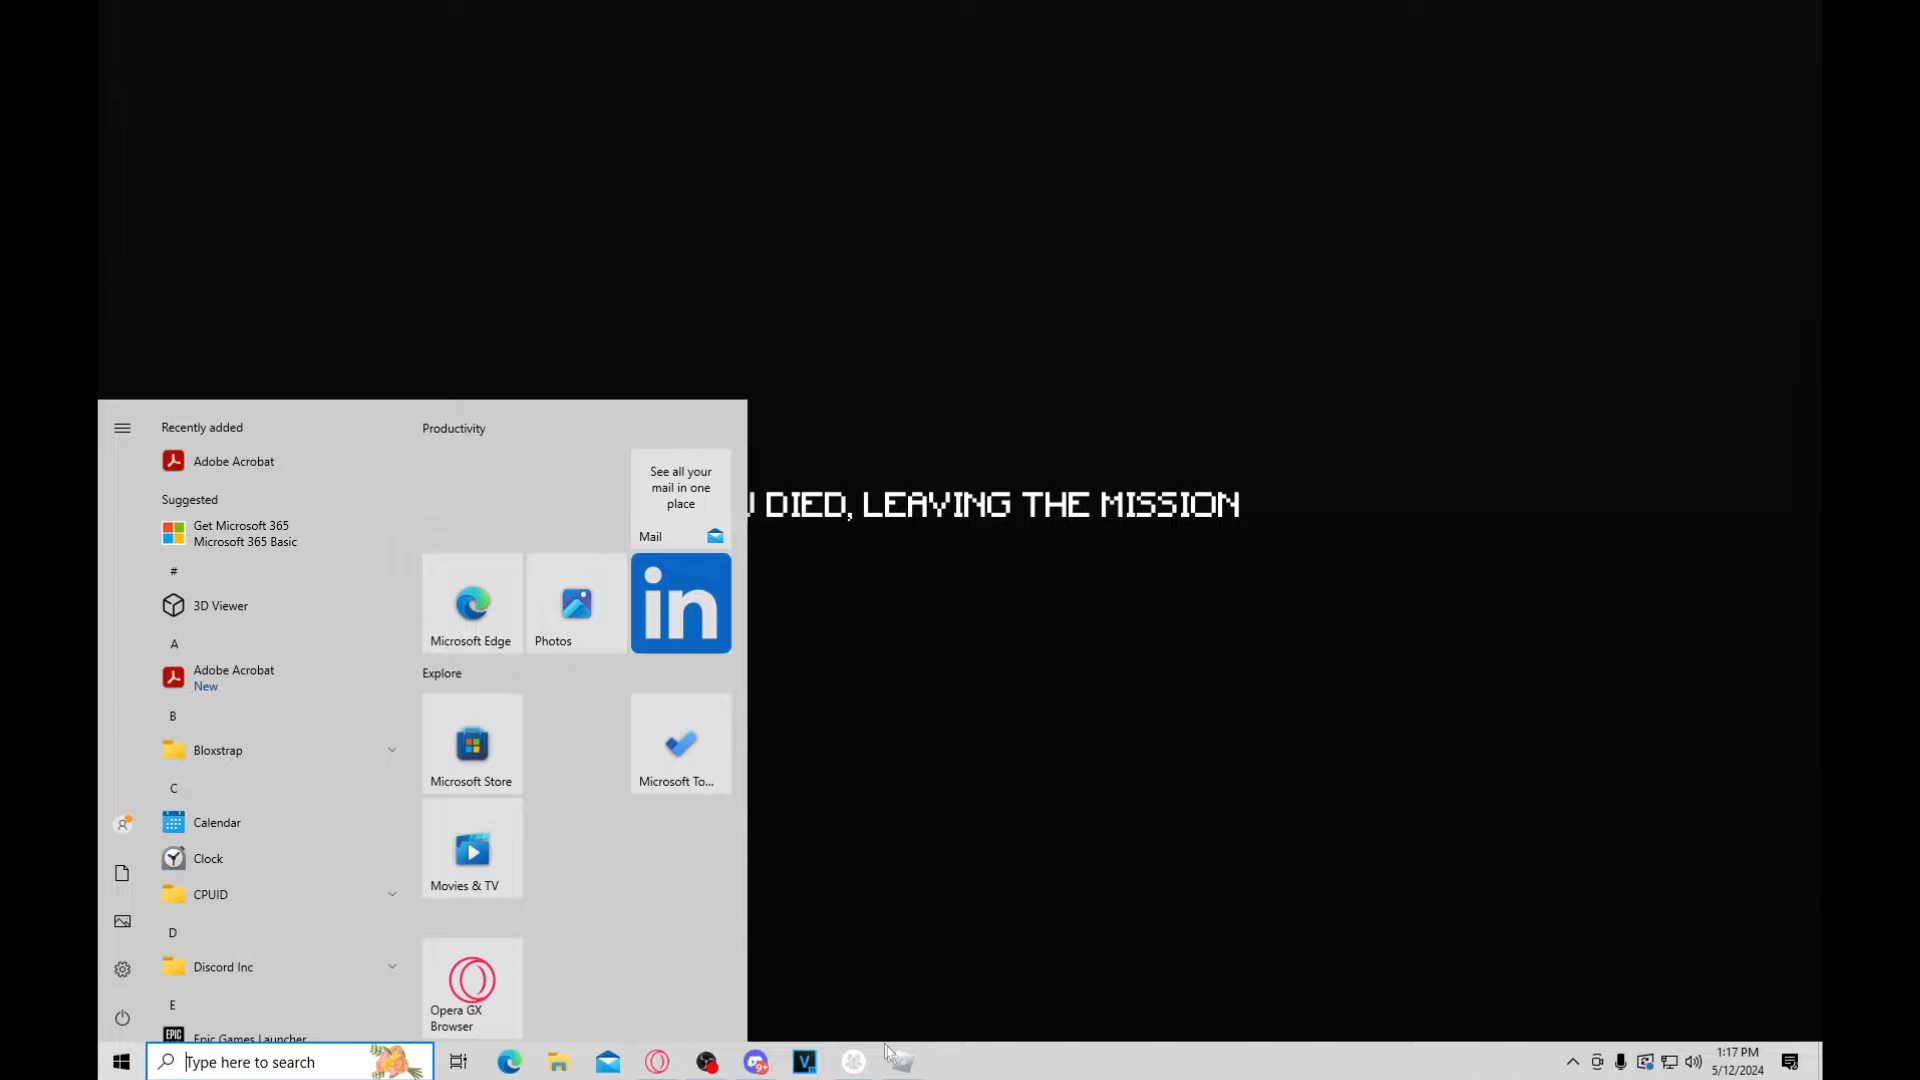 Recently added
Adobe Acrobat
Suggested
Get Microsoft 365
Microsoft 365 Basic
#
3D Viewer
A
Adobe Acrobat
New
B
Bloxstrap
C
Calendar
Clock
CPUID
D
Discord Inc
E
EPIC
Epic Games Launcher
Productivity
See all your
mail in one
place
Mail
Microsoft Edge
Photos
in
Explore
Microsoft Store
Microsoft To...
Movies & TV
Opera GX
Browser
DIED, LEAVING THE MISSION
Type here to search
9+
V
1:17 PM
5/12/2024